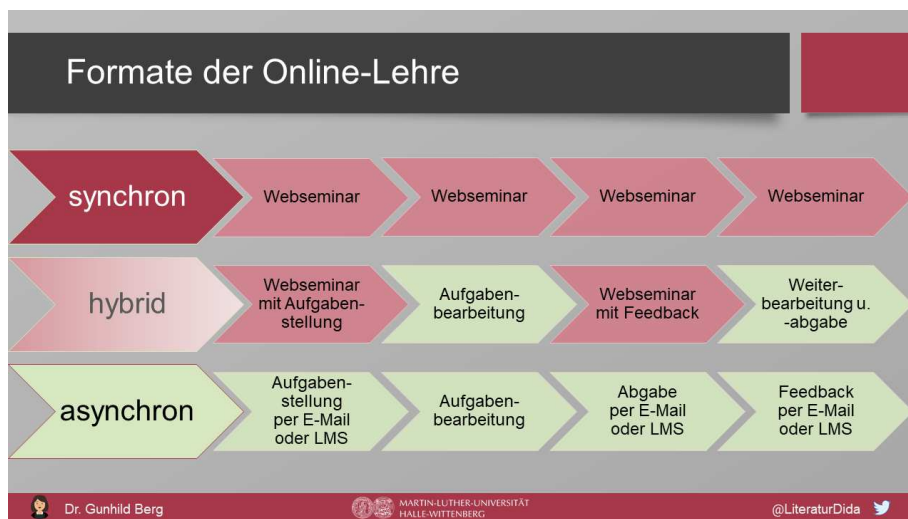 Formate der Online-Lehre
synchron
Webseminar
Webseminar
Webseminar
Webseminar
hybrid
Webseminar
mit Aufgaben-
stellung
Aufgaben-
bearbeitung
Webseminar
mit Feedback
Weiter-
bearbeitung u.
-abgabe
asynchron
Aufgaben-
stellung
per E-Mail
oder LMS
Aufgaben-
bearbeitung
Abgabe
per E-Mail
oder LMS
Feedback
per E-Mail
oder LMS
Dr. Gunhild Berg
MARTIN-LUTHER-UNIVERSITÄT
HALLE-WITTENBERG
@LiteraturDida